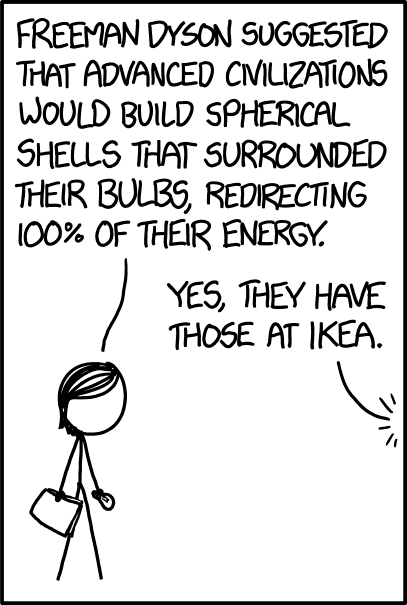 FREEMAN DYSON SUGGESTED
THAT ADVANCED CIVILIZATIONS
WOULD BUILD SPHERICAL
SHELLS THAT SURROUNDED
THEIR BULBS, REDIRECTING
100% OF THEIR ENERGY.
YES, THEY HAVE
THOSE AT IKEA.